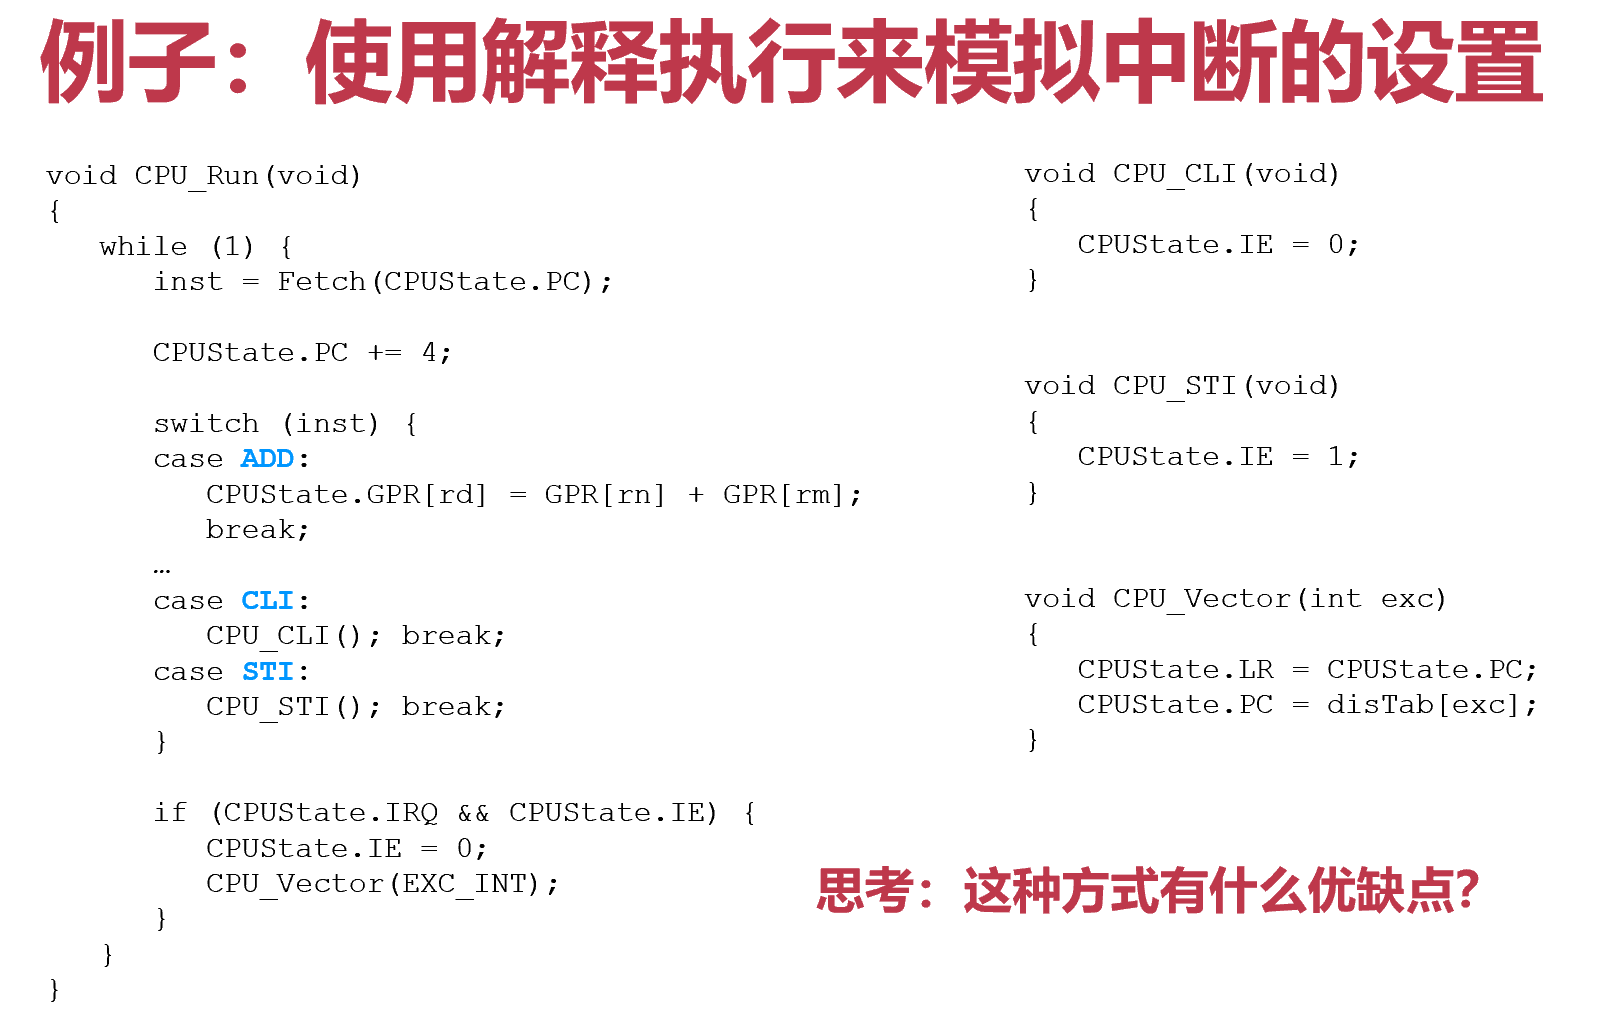 例子：使用解释执行来模拟中断的设置
void CPU_Run(void)
{
while (1) {
inst = Fetch(CPUState.PC);
CPUState.PC += 4;
switch (inst) {
case ADD:
CPUState.GPR[rd] = GPR[rn] + GPR[rm];
break;
…
case CLI:
CPU_CLI(); break;
case STI:
CPU_STI(); break;
}
if (CPUState.IRQ && CPUState.IE) {
CPUState.IE = 0;
CPU_Vector(EXC_INT);
}
}
}
void CPU_CLI(void)
{
CPUState.IE = 0;
}
void CPU_STI(void)
{
CPUState.IE = 1;
}
void CPU_Vector(int exc)
{
CPUState.LR = CPUState.PC;
CPUState.PC = disTab[exc];
}
思考：这种方式有什么优缺点？